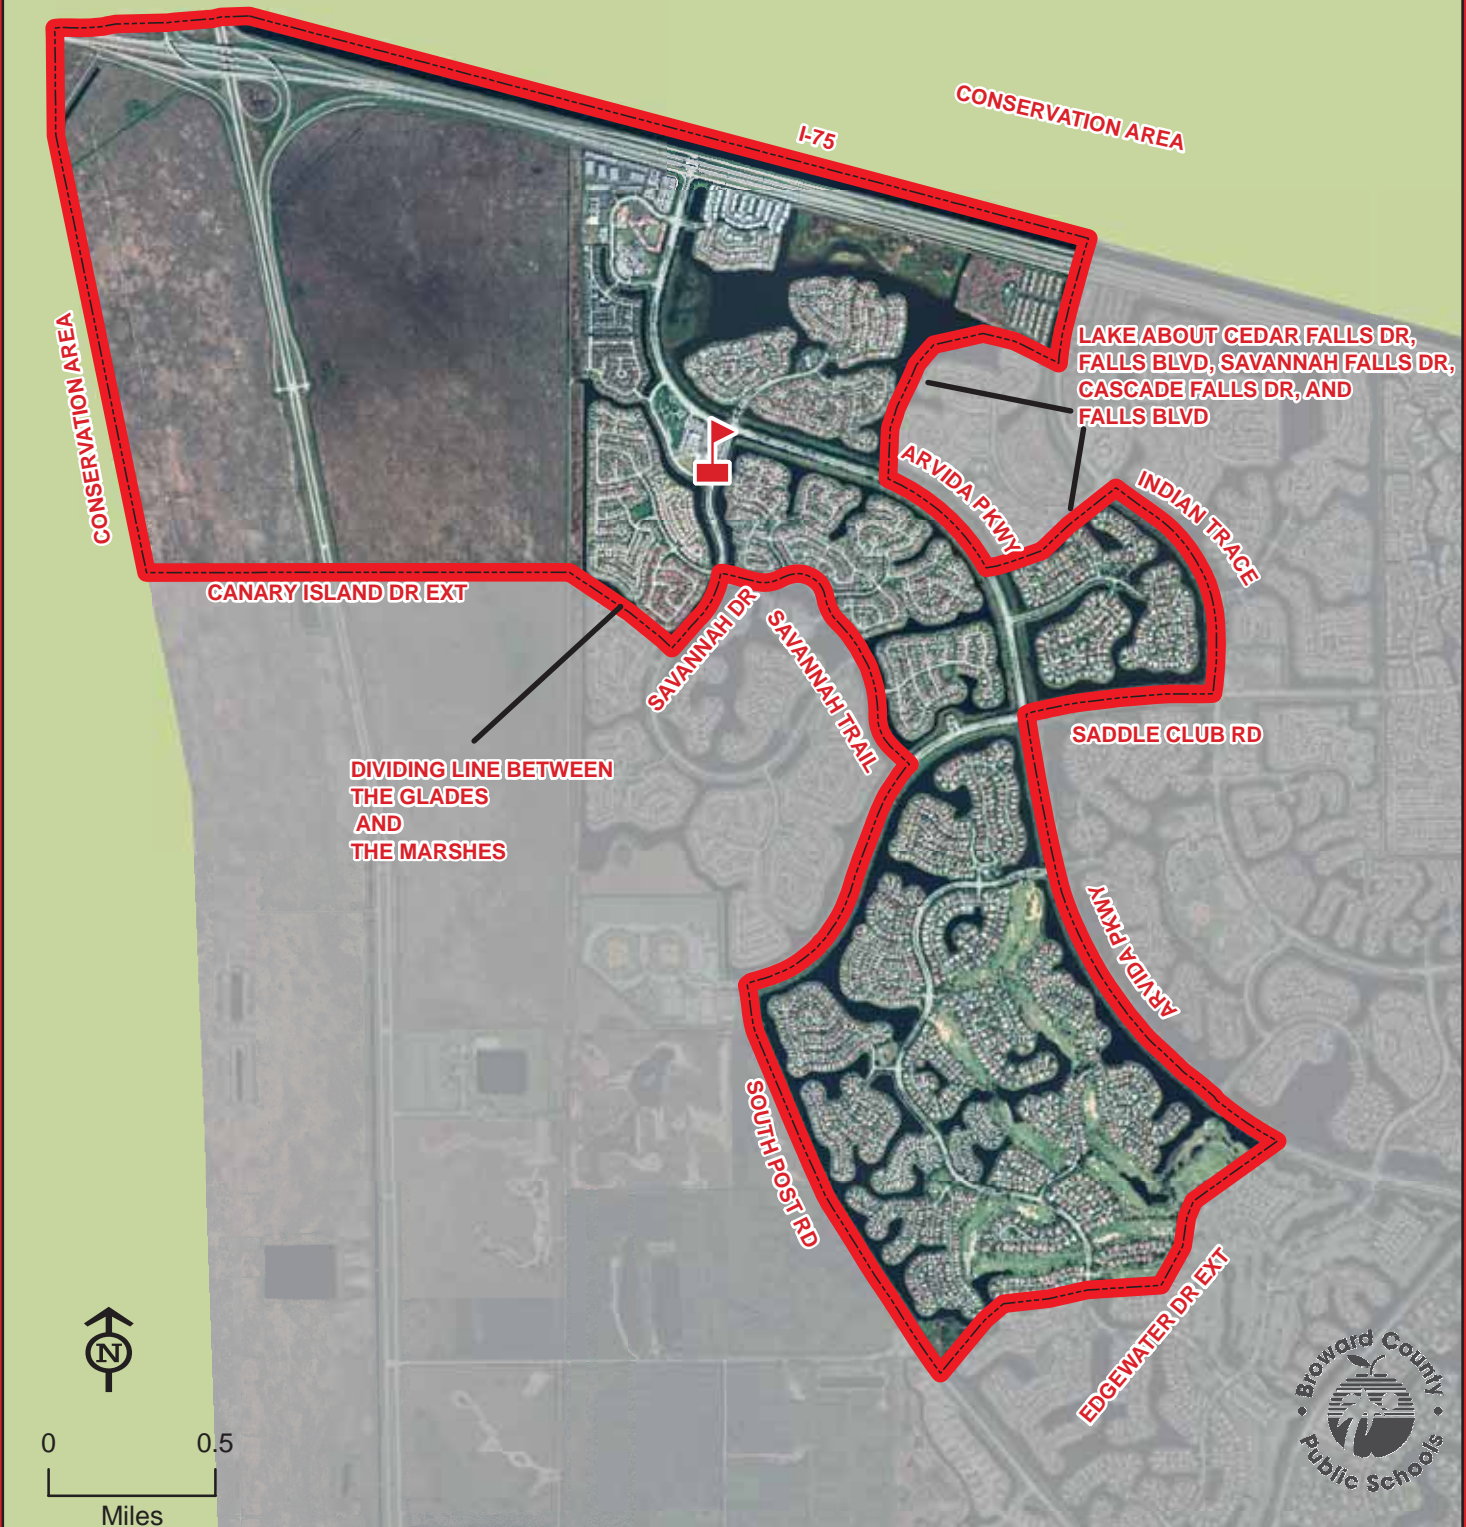 CONSERVATION AREA
I-75
LAKE ABOUT CEDAR FALLS DR,
FALLS BLVD, SAVANNAH FALLS DR,
CASCADE FALLS DR, AND
FALLS BLVD
CONSERVATION AREA
ARVIDA PKWY
INDIAN TRACE
CANARY ISLAND DR EXT
SAVANNAH DR
SAVANNAH TRAIL
SADDLE CLUB RD
DIVIDING LINE BETWEEN
THE GLADES
AND
THE MARSHES
ARVIDA PKWY
SOUTH POST RD
EDGEWATER DR EXT
N
0 0.5
Miles
Broward County
Public Schools